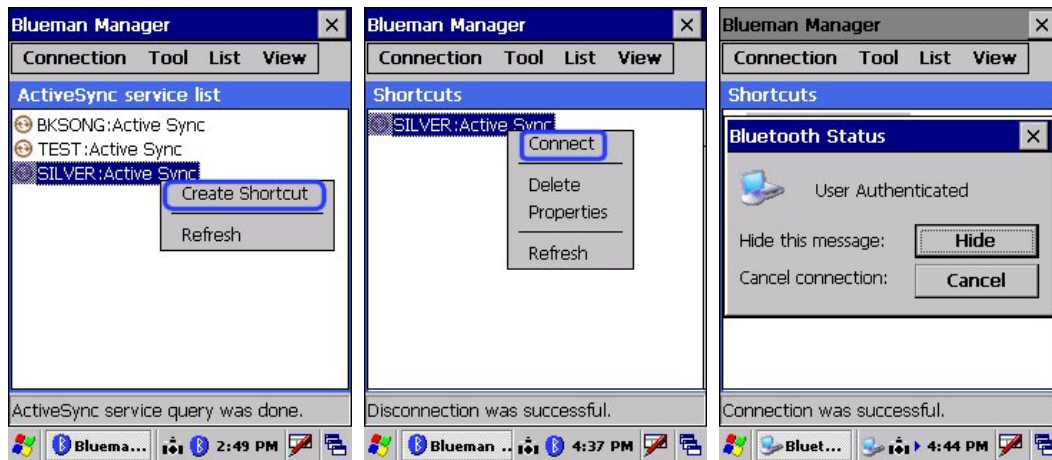 Blueman Manager
Connection Tool List View
ActiveSync service list
BKSONG:Active Sync
TEST:Active Sync
SILVER:Active Sync
Create Shortcut
Refresh
ActiveSync service query was done.
Bluema... 2:49 PM
Blueman Manager
Connection Tool List View
Shortcuts
SILVER:Active Sync
Connect
Delete
Properties
Refresh
Disconnection was successful.
Blueman .. 4:37 PM
Blueman Manager
Connection Tool List View
Shortcuts
Bluetooth Status
User Authenticated
Hide this message: Hide
Cancel connection: Cancel
Connection was successful.
Bluet... 4:44 PM